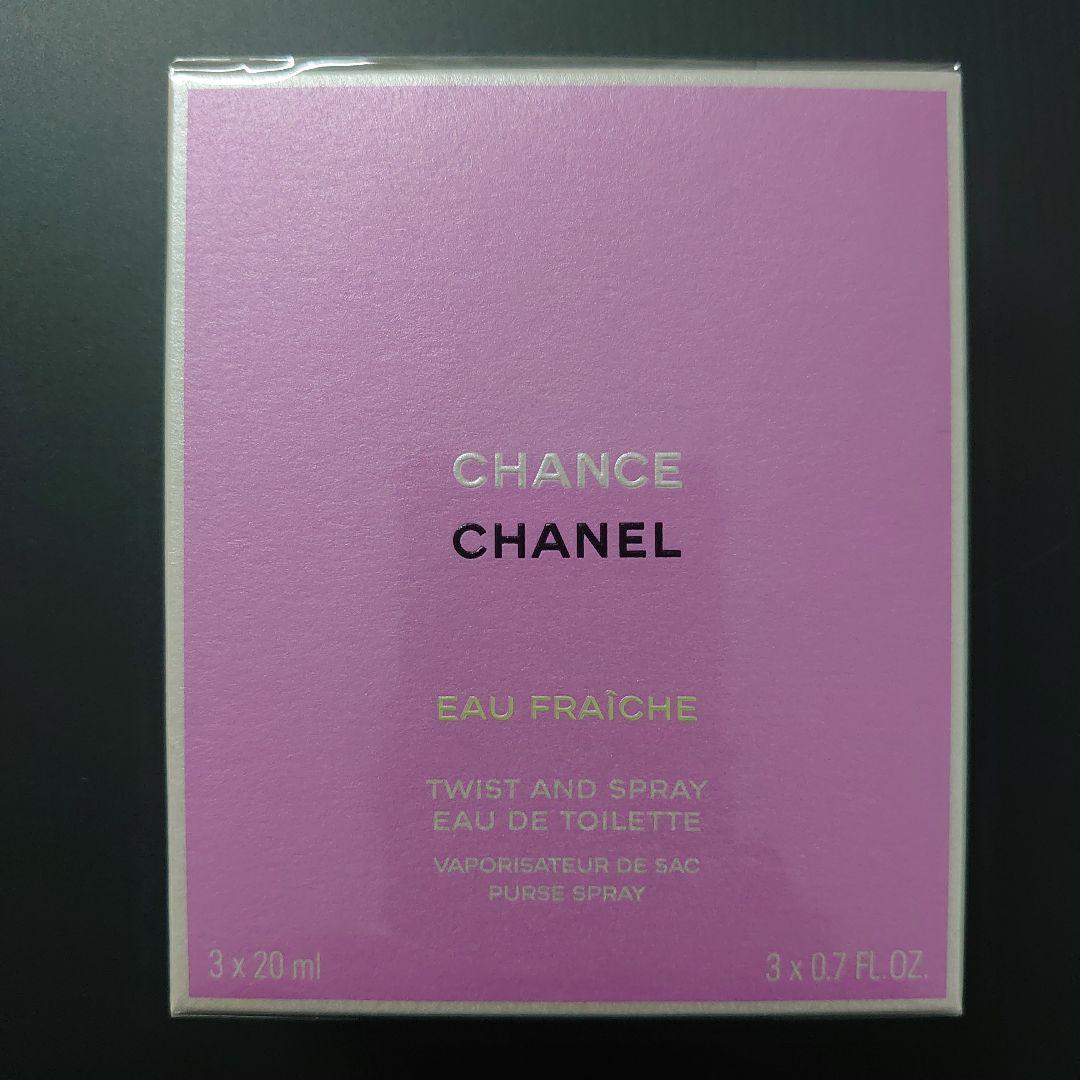 CHANCE
CHANEL
EAU FRAÎCHE
TWIST AND SPRAY
EAU DE TOILETTE
VAPORISATEUR DE SAC
PURSE SPRAY
3 x 20 ml
3 x 0.7 FL.OZ.